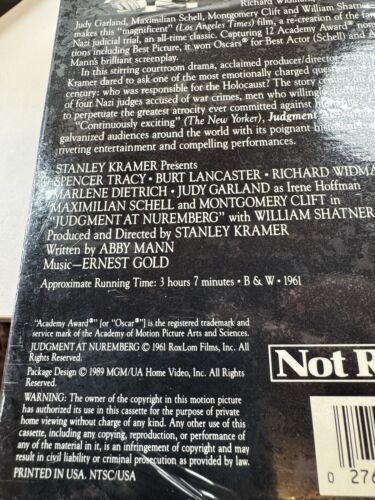 Richard
Judy Garland, Maximilian Schell, Montgomery Clift and William Shatner
makes this "magnificent" (Los Angeles Times) film, a re-creation of the fam
Nazi judicial trial, an all-time classic. Capturing 12 Academy Award® nom
tions including Best Picture, it won Oscars® for Best Actor (Schell) and A
Mann's brilliant screenplay.
In this stirring courtroom drama, acclaimed producer/director
Kramer dared to ask one of the most emotionally charged quest
century: who was responsible for the Holocaust? The story cent
of four Nazi judges accused of war crimes, men who willingly dist
to perpetuate the greatest atrocity ever committed against
"Continuously exciting" (The New Yorker), Judgment At
galvanized audiences around the world with its poignant
riveting entertainment and compelling performances.
STANLEY KRAMER Presents
SPENCER TRACY · BURT LANCASTER · RICHARD WIDMA
MARLENE DIETRICH · JUDY GARLAND as Irene Hoffman
MAXIMILIAN SCHELL and MONTGOMERY CLIFT in
"JUDGMENT AT NUREMBERG" with WILLIAM SHATNER
Produced and Directed by STANLEY KRAMER
Written by ABBY MANN
Music—ERNEST GOLD
Approximate Running Time: 3 hours 7 minutes · B & W · 1961
"Academy Award®" [or "Oscar®"] is the registered trademark and
service mark of the Academy of Motion Picture Arts and Sciences.
JUDGMENT AT NUREMBERG © 1961 RoxLom Films, Inc. All
Rights Reserved.
Package Design © 1989 MGM/UA Home Video, Inc. All
Rights Reserved.
WARNING: The owner of the copyright in this motion picture
has authorized its use in this cassette for the purpose of private
home viewing without charge of any kind. Any other use of this
cassette, including any copying, reproduction, or performance of
any of the material in it, is an infringement of copyright and may
result in civil liability or criminal prosecution as provided by law.
PRINTED IN USA. NTSC/USA
Not R
0 276